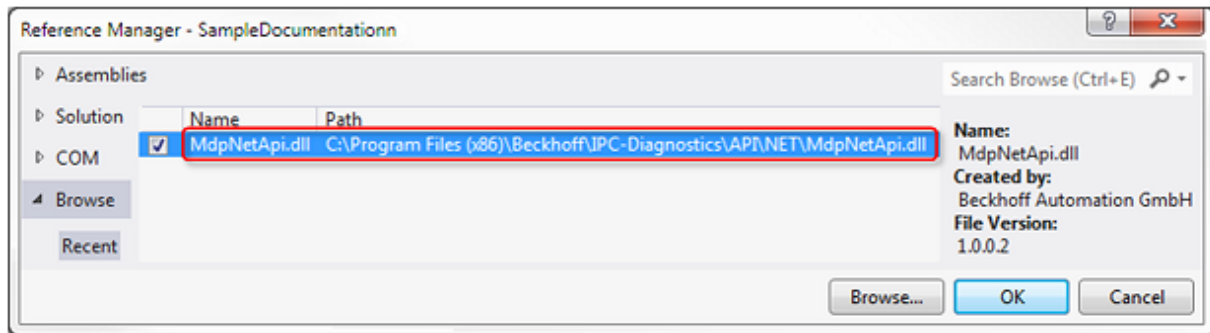 Reference Manager - SampleDocumentationn
Assemblies
Solution
COM
Browse
Recent
Name Path
MdpNetApi.dll C:\Program Files (x86)\Beckhoff\IPC-Diagnostics\API\NET\MdpNetApi.dll
Search Browse (Ctrl+E)
Name:
MdpNetApi.dll
Created by:
Beckhoff Automation GmbH
File Version:
1.0.0.2
Browse... OK Cancel